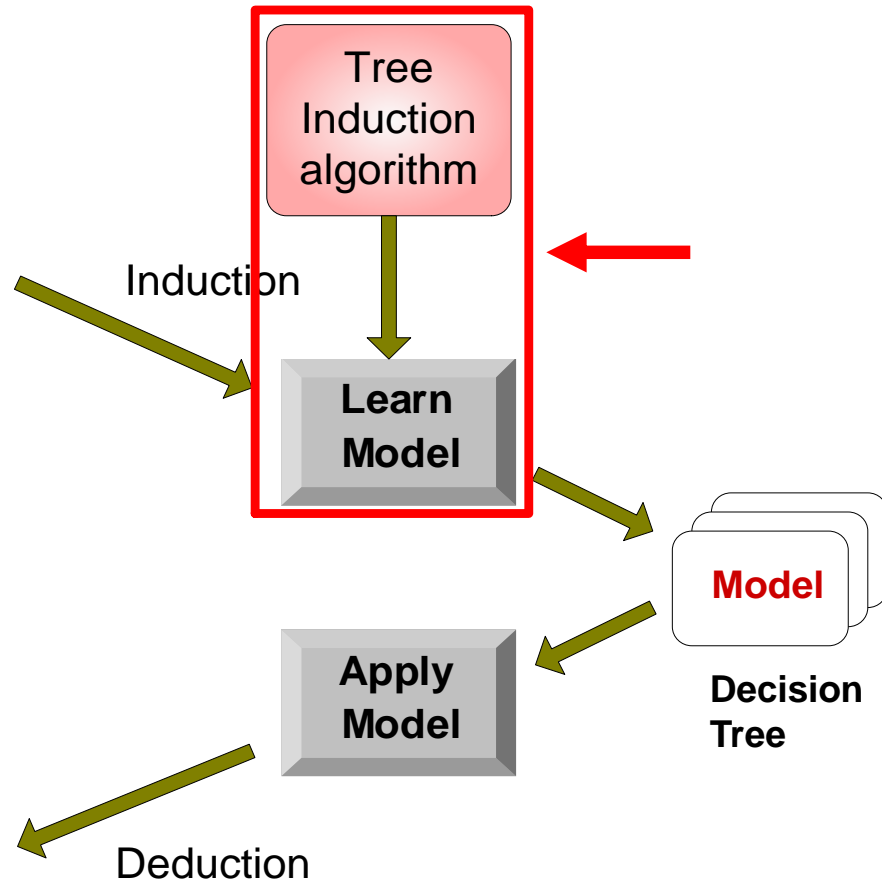 Tree
Induction
algorithm
Induction
Learn
Model
Model
Decision
Tree
Apply
Model
Deduction